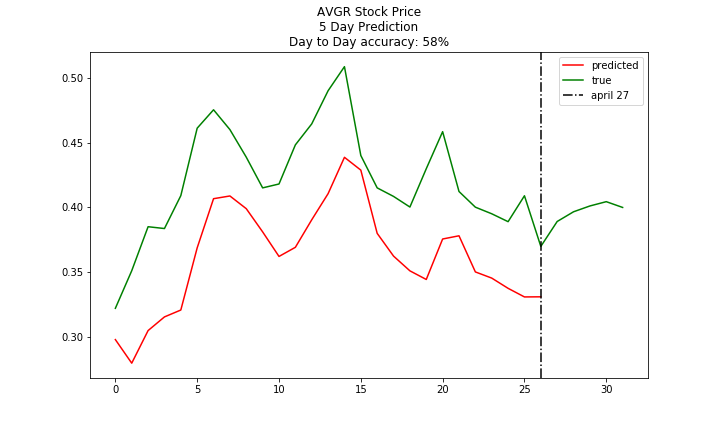 AVGR Stock Price
5 Day Prediction
Day to Day accuracy: 58%
predicted
true
april 27
0.50
0.45
0.40
0.35
0.30
0 5 10 15 20 25 30